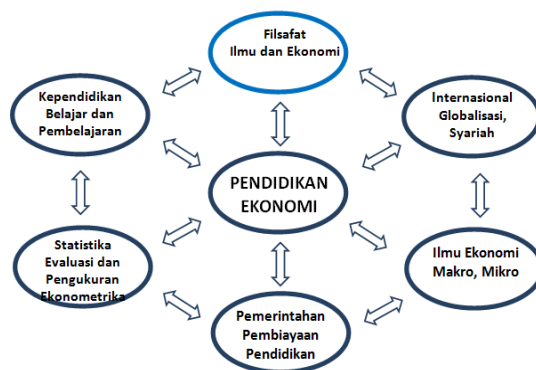 Filsafat
Ilmu dan Ekonomi
Kependidikan
Belajar dan
Pembelajaran
Internasional
Globalisasi,
Syariah
PENDIDIKAN
EKONOMI
Statistika
Evaluasi dan
Pengukuran
Ekonometrika
Ilmu Ekonomi
Makro, Mikro
Pemerintahan
Pembiayaan
Pendidikan